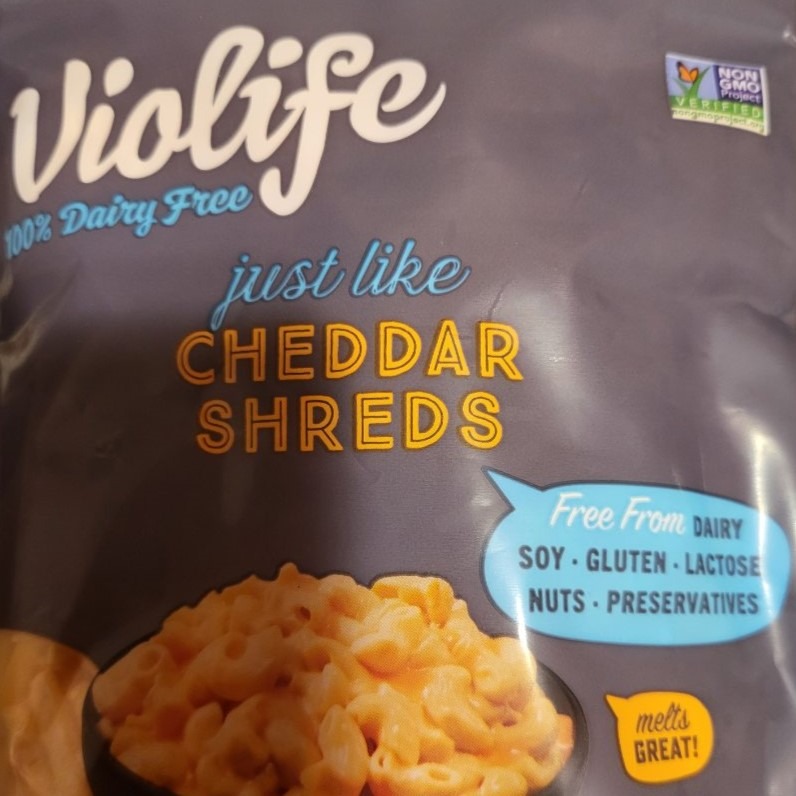 Violife
100% Dairy Free
just like
CHEDDAR
SHREDS
NON
GMO
Project
VERIFIED
nongmoproject.org
Free From DAIRY
SOY · GLUTEN · LACTOSE
NUTS · PRESERVATIVES
melts
GREAT!